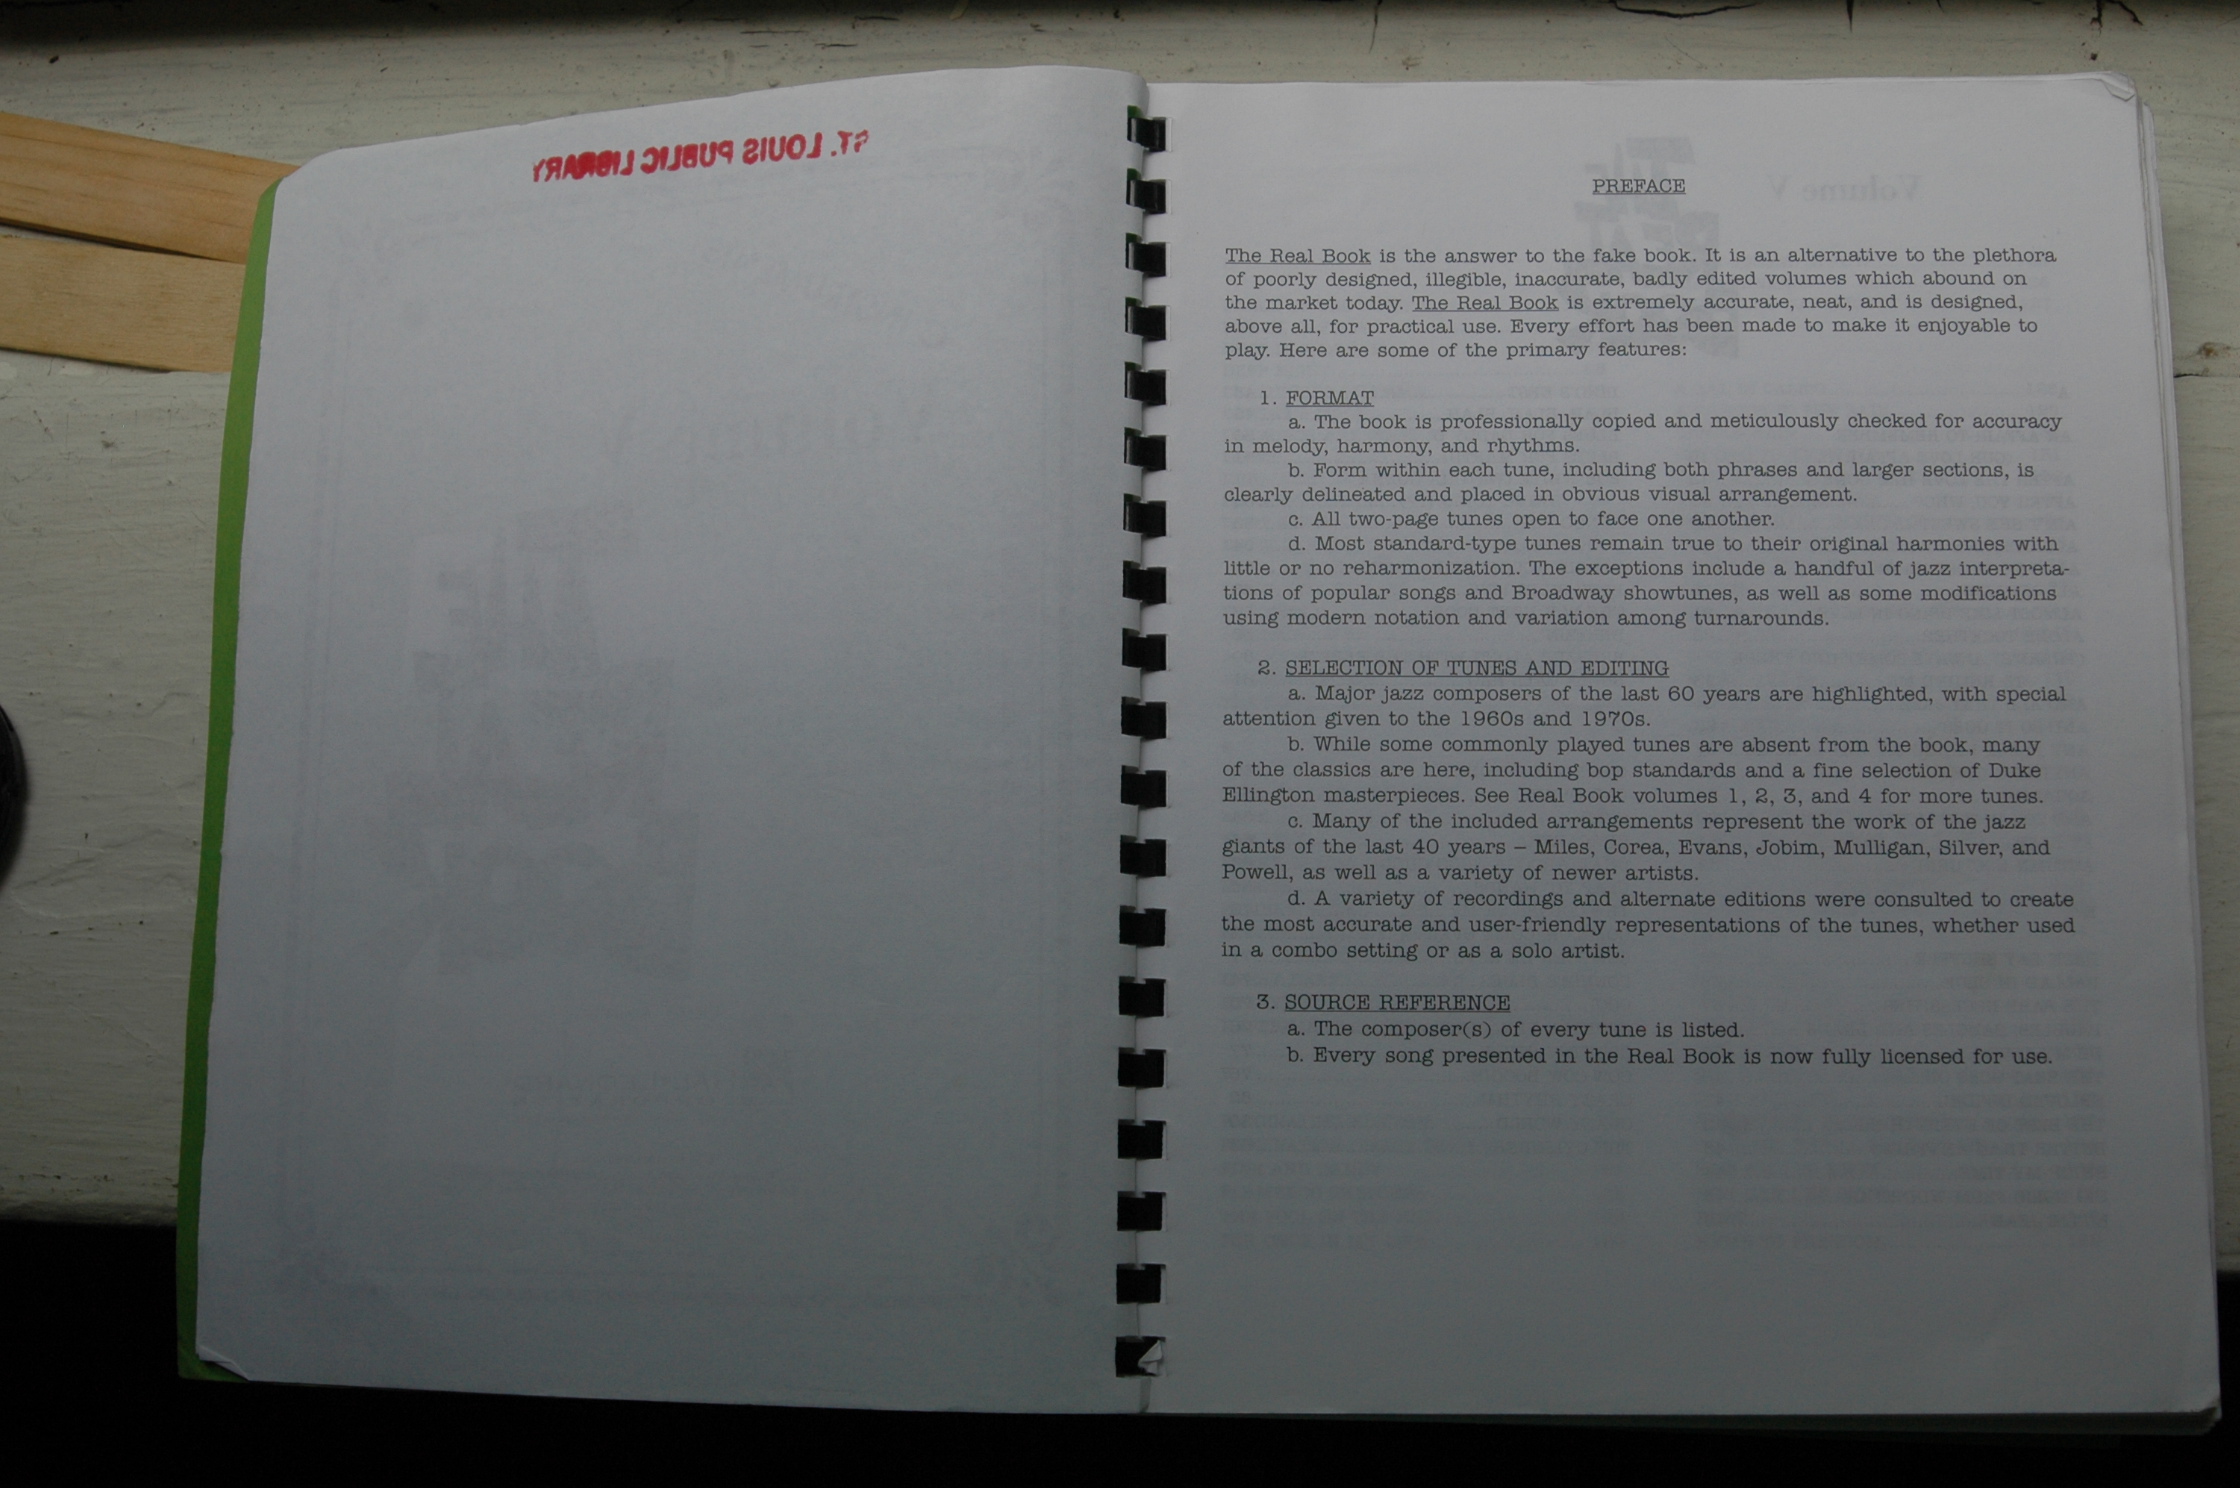 ST. LOUIS PUBLIC LIBRARY
Volume V
PREFACE
The Real Book is the answer to the fake book. It is an alternative to the plethora
of poorly designed, illegible, inaccurate, badly edited volumes which abound on
the market today. The Real Book is extremely accurate, neat, and is designed,
above all, for practical use. Every effort has been made to make it enjoyable to
play. Here are some of the primary features:
1. FORMAT
a. The book is professionally copied and meticulously checked for accuracy
in melody, harmony, and rhythms.
b. Form within each tune, including both phrases and larger sections, is
clearly delineated and placed in obvious visual arrangement.
c. All two-page tunes open to face one another.
d. Most standard-type tunes remain true to their original harmonies with
little or no reharmonization. The exceptions include a handful of jazz interpreta-
tions of popular songs and Broadway showtunes, as well as some modifications
using modern notation and variation among turnarounds.
2. SELECTION OF TUNES AND EDITING
a. Major jazz composers of the last 60 years are highlighted, with special
attention given to the 1960s and 1970s.
b. While some commonly played tunes are absent from the book, many
of the classics are here, including bop standards and a fine selection of Duke
Ellington masterpieces. See Real Book volumes 1, 2, 3, and 4 for more tunes.
c. Many of the included arrangements represent the work of the jazz
giants of the last 40 years – Miles, Corea, Evans, Jobim, Mulligan, Silver, and
Powell, as well as a variety of newer artists.
d. A variety of recordings and alternate editions were consulted to create
the most accurate and user-friendly representations of the tunes, whether used
in a combo setting or as a solo artist.
3. SOURCE REFERENCE
a. The composer(s) of every tune is listed.
b. Every song presented in the Real Book is now fully licensed for use.